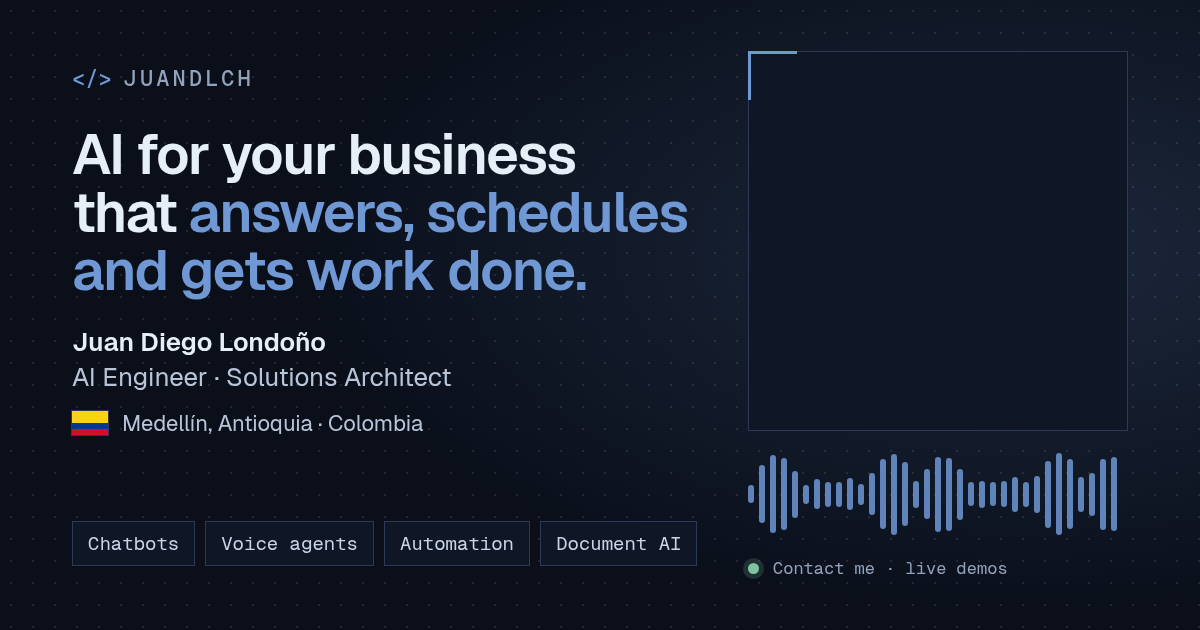 </> JUANDLCH
AI for your business
that answers, schedules
and gets work done.
Juan Diego Londoño
AI Engineer · Solutions Architect
Medellín, Antioquia · Colombia
Chatbots
Voice agents
Automation
Document AI
Contact me · live demos